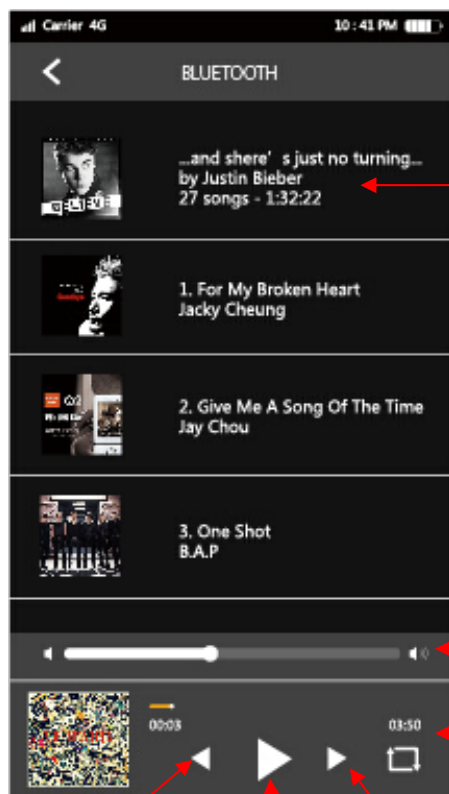 Carrier 4G
10:41 PM
BLUETOOTH
...and shere's just no turning...
by Justin Bieber
27 songs - 1:32:22
BELIEVE
1. For My Broken Heart
Jacky Cheung
2. Give Me A Song Of The Time
Jay Chou
3. One Shot
B.A.P
00:03
03:50